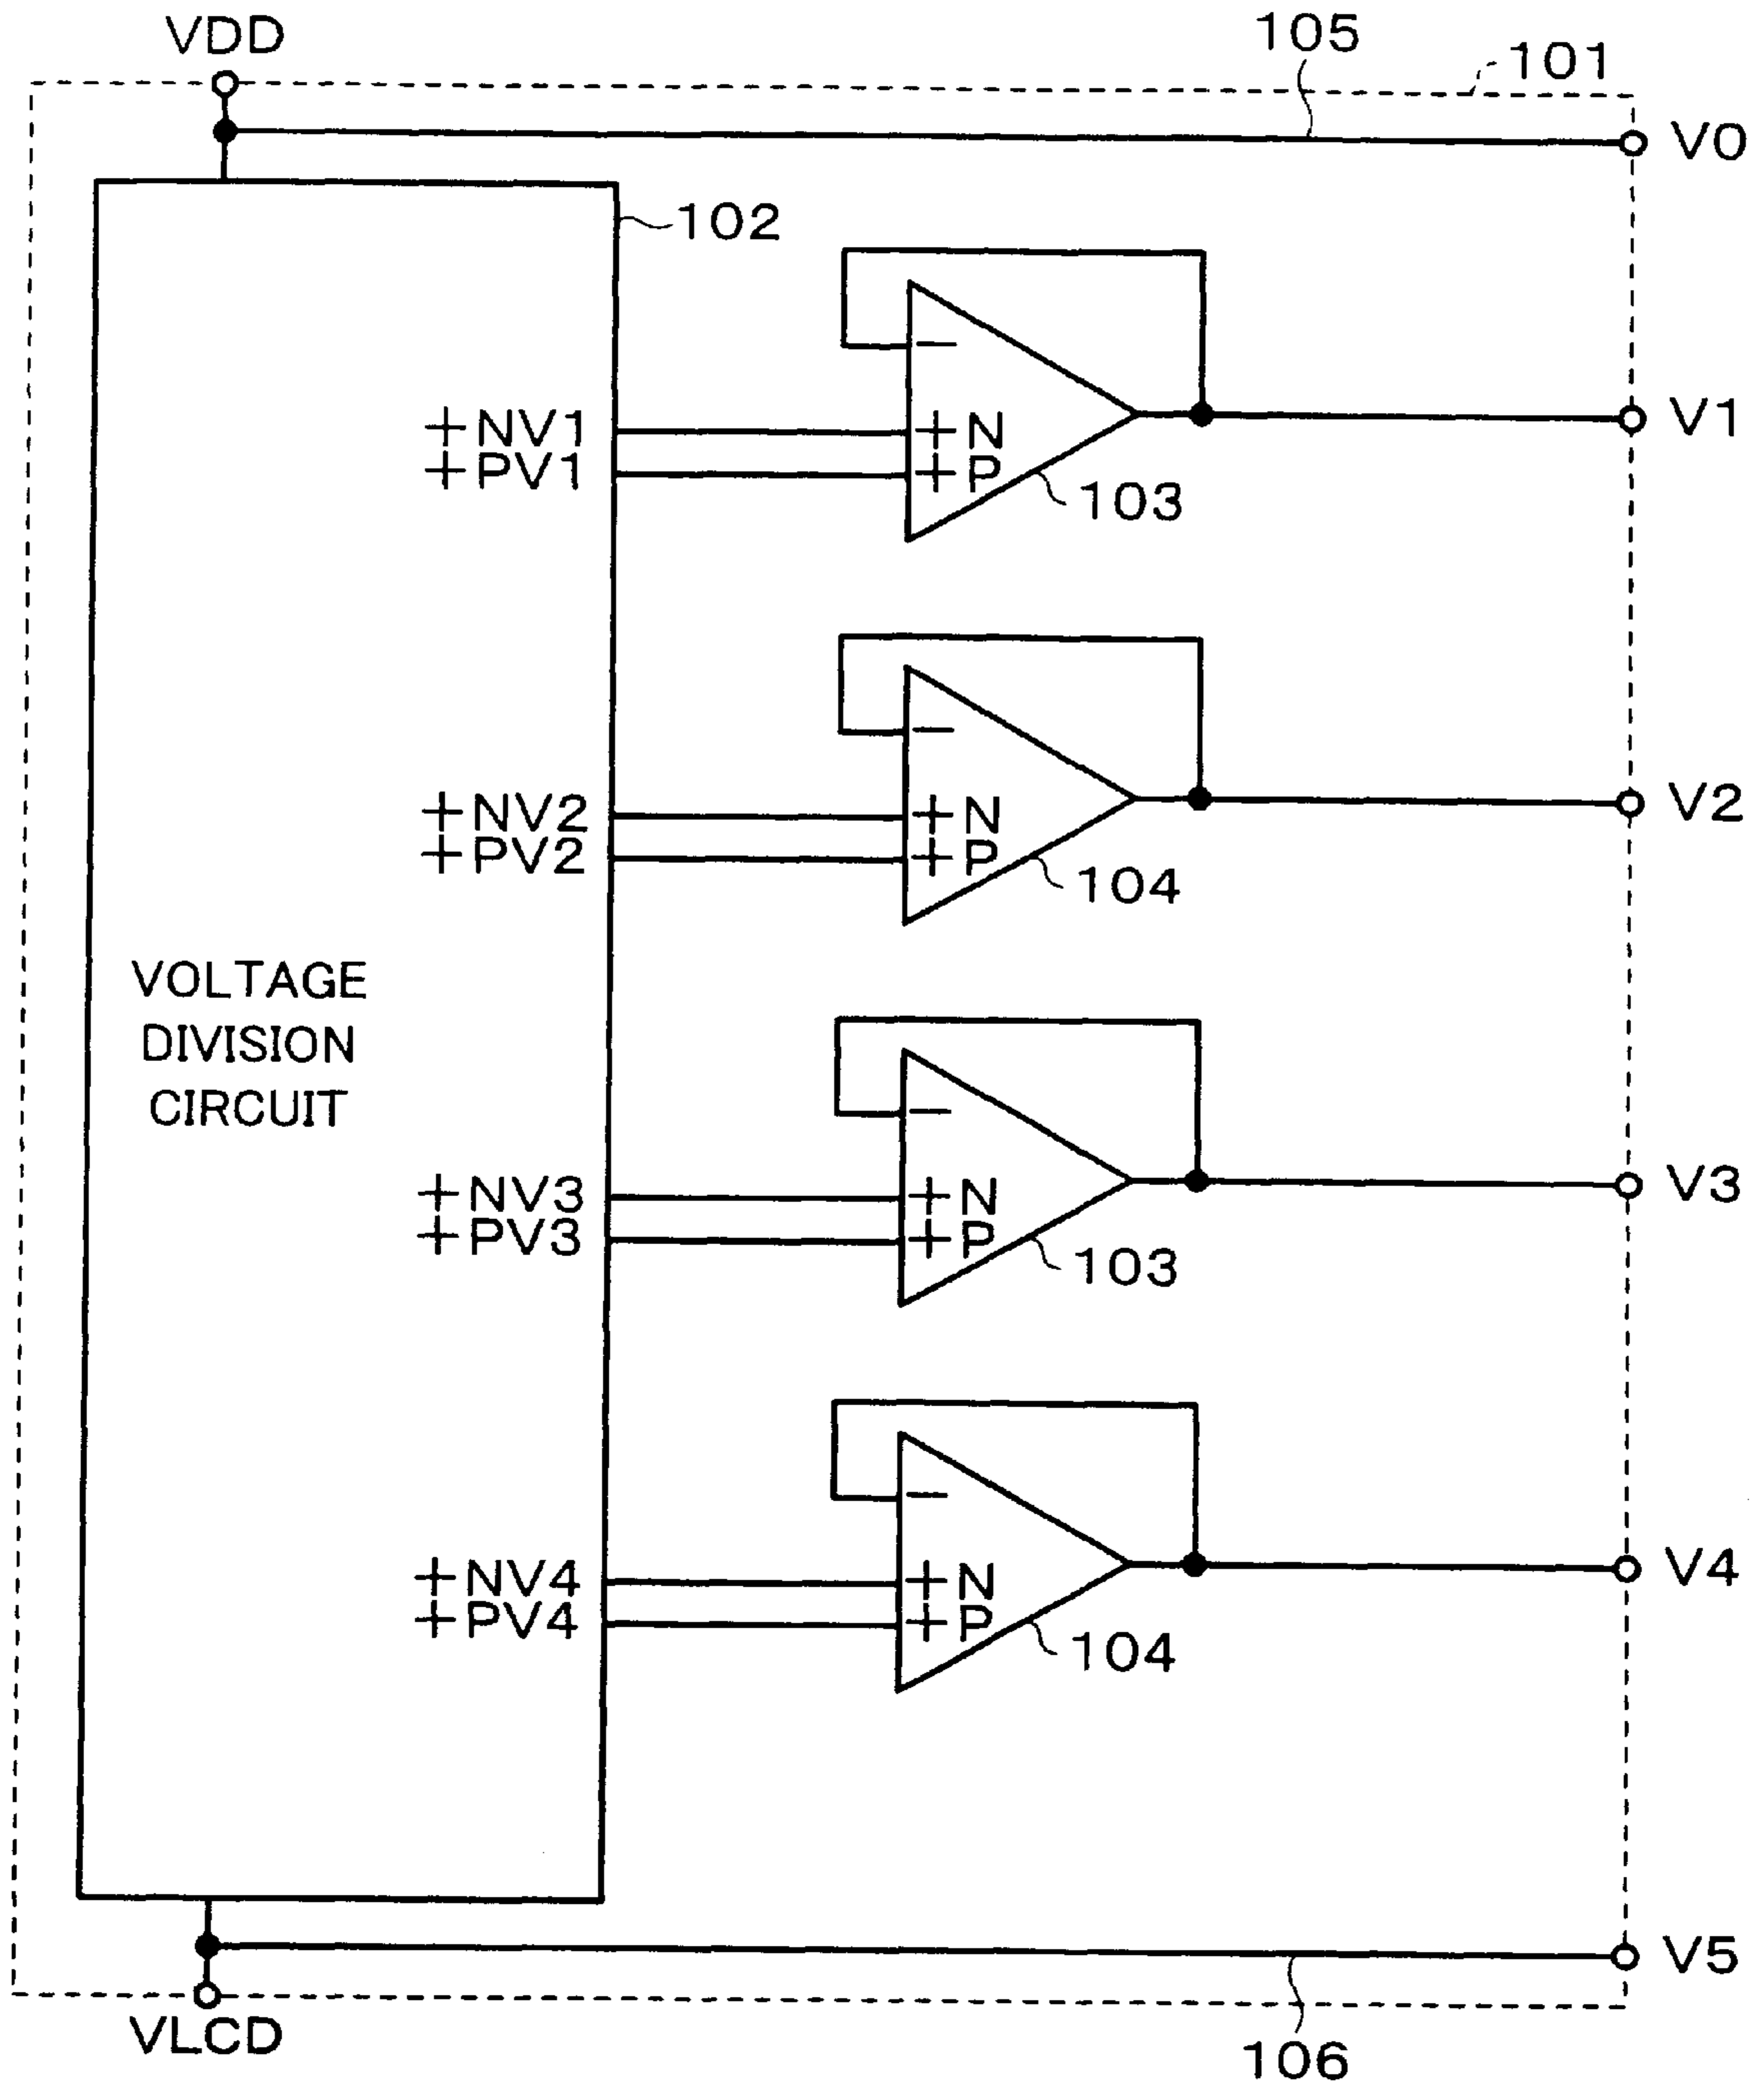 VDD
105
101
V0
102
−
+NV1
+N
V1
+PV1
+P
103
−
+NV2
+N
V2
+PV2
+P
104
VOLTAGE
DIVISION
CIRCUIT
−
+NV3
+N
V3
+PV3
+P
103
−
+NV4
+N
V4
+PV4
+P
104
V5
VLCD
106